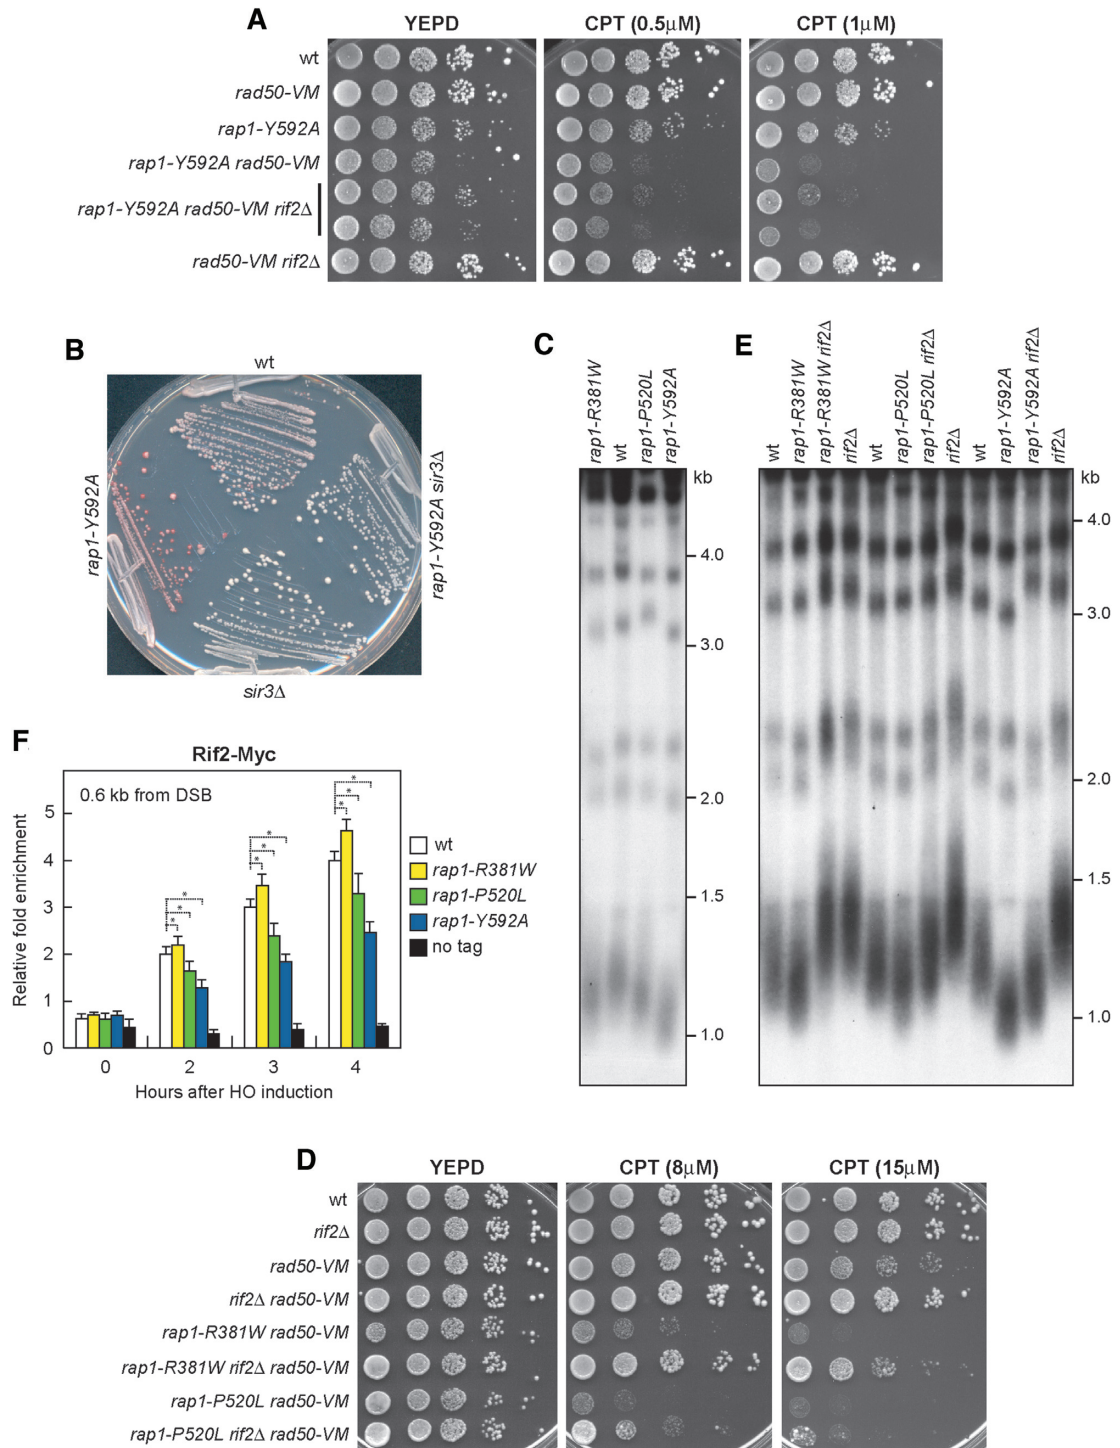 A
YEPD
CPT (0.5μM)
CPT (1μM)
wt
rad50-VM
rap1-Y592A
rap1-Y592A rad50-VM
rap1-Y592A rad50-VM rif2Δ
rad50-VM rif2Δ
B
wt
rap1-Y592A
rap1-Y592A sir3Δ
sir3Δ
C
rap1-R381W
wt
rap1-P520L
rap1-Y592A
kb
4.0
3.0
2.0
1.5
1.0
E
wt
rap1-R381W
rap1-R381W rif2Δ
rif2Δ
wt
rap1-P520L
rap1-P520L rif2Δ
rif2Δ
wt
rap1-Y592A
rap1-Y592A rif2Δ
rif2Δ
kb
4.0
3.0
2.0
1.5
1.0
F
Rif2-Myc
0.6 kb from DSB
Relative fold enrichment
5
4
3
2
1
0
* * *
* * *
* * *
0 2 3 4
Hours after HO induction
wt
rap1-R381W
rap1-P520L
rap1-Y592A
no tag
D
YEPD
CPT (8μM)
CPT (15μM)
wt
rif2Δ
rad50-VM
rif2Δ rad50-VM
rap1-R381W rad50-VM
rap1-R381W rif2Δ rad50-VM
rap1-P520L rad50-VM
rap1-P520L rif2Δ rad50-VM